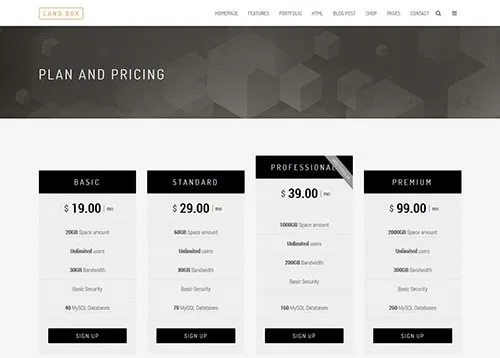 LAND BOX
HOMEPAGE FEATURES PORTFOLIO HTML BLOG POST SHOP PAGES CONTACT
PLAN AND PRICING
BASIC
$ 19.00 | mo
20GB Space amount
Unlimited users
30GB Bandwidth
Basic Security
40 MySQL Databases
SIGN UP
STANDARD
$ 29.00 | mo
60GB Space amount
Unlimited users
80GB Bandwidth
Basic Security
70 MySQL Databases
SIGN UP
PROFESSIONAL
$ 39.00 | mo
1000GB Space amount
Unlimited users
200GB Bandwidth
Basic Security
160 MySQL Databases
SIGN UP
PREMIUM
$ 99.00 | mo
2000GB Space amount
Unlimited users
300GB Bandwidth
Basic Security
260 MySQL Databases
SIGN UP